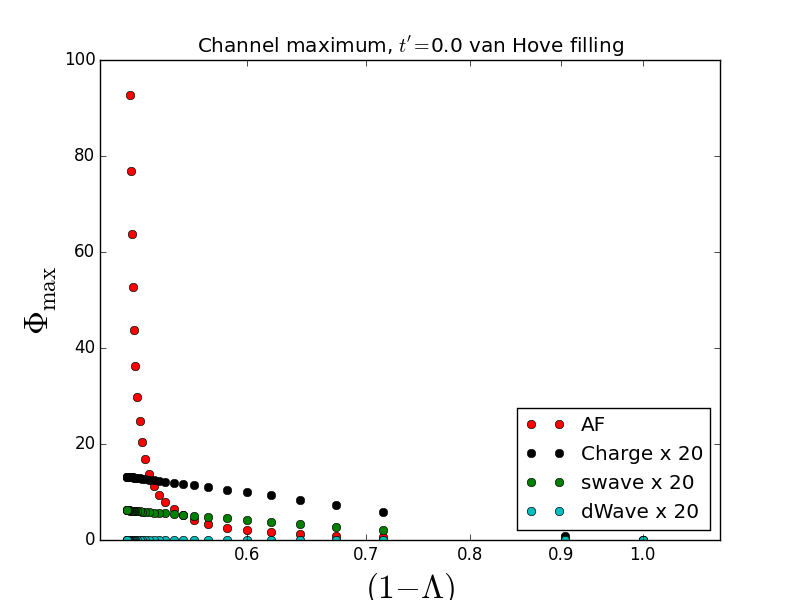 Channel maximum, t′=0.0 van Hove filling
100
80
60
40
20
0
Φmax
0.6 0.7 0.8 0.9 1.0
(1−Λ)
AF
Charge x 20
swave x 20
dWave x 20